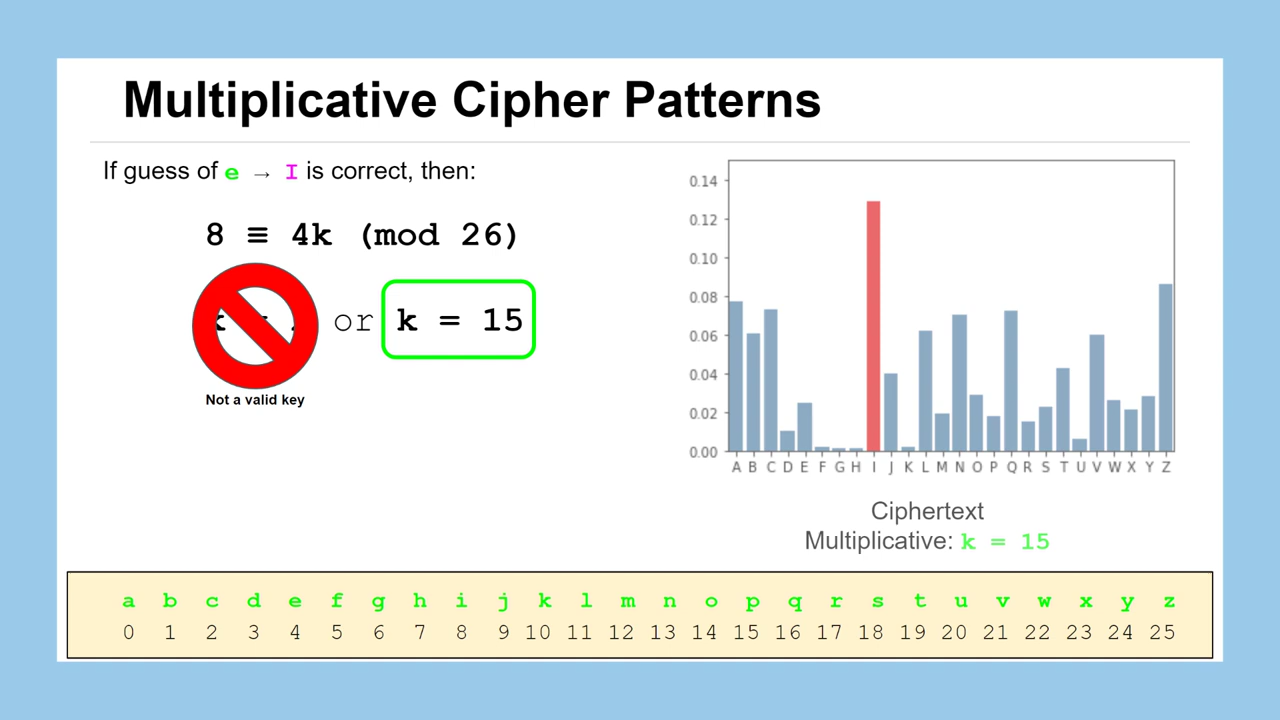 Multiplicative Cipher Patterns
If guess of e → I is correct, then:
8 ≡ 4k (mod 26)
or k = 15
Not a valid key
0.14
0.12
0.10
0.08
0.06
0.04
0.02
0.00
A B C D E F G H I J K L M N O P Q R S T U V W X Y Z
Ciphertext
Multiplicative: k = 15
a b c d e f g h i j k l m n o p q r s t u v w x y z
0 1 2 3 4 5 6 7 8 9 10 11 12 13 14 15 16 17 18 19 20 21 22 23 24 25